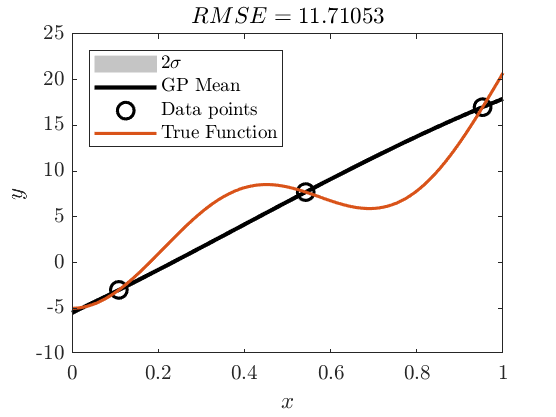 RMSE = 11.71053
25
20
15
10
5
0
-5
-10
y
2σ
GP Mean
Data points
True Function
0
0.2
0.4
0.6
0.8
1
x